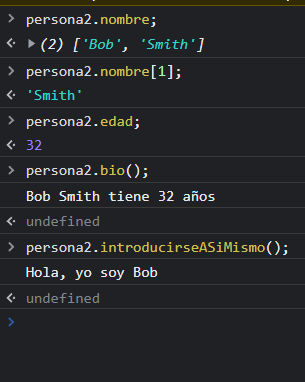 > persona2.nombre;
<· ▶ (2) ['Bob', 'Smith']
> persona2.nombre[1];
<· 'Smith'
> persona2.edad;
<· 32
> persona2.bio();
Bob Smith tiene 32 años
<· undefined
> persona2.introducirseASiMismo();
Hola, yo soy Bob
<· undefined
>